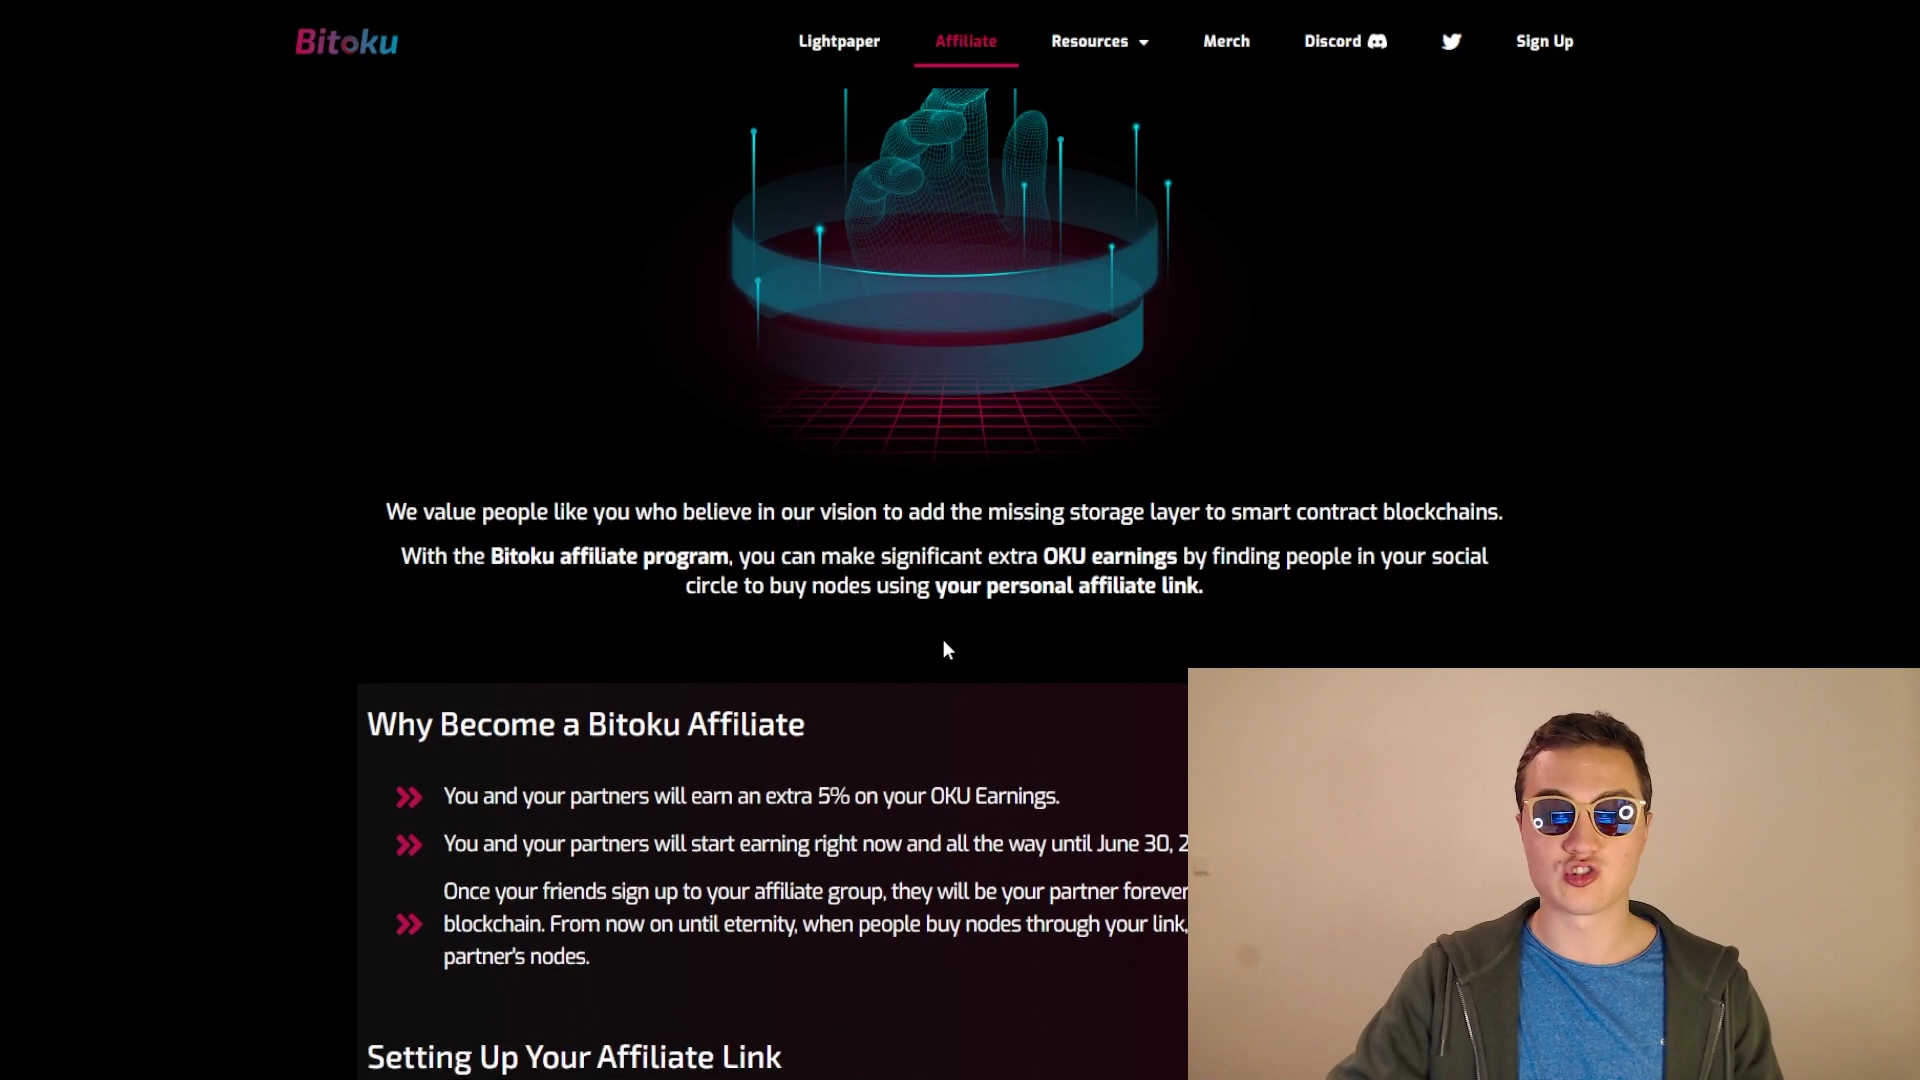 Bitoku
Lightpaper
Affiliate
Resources
Merch
Discord
Sign Up
We value people like you who believe in our vision to add the missing storage layer to smart contract blockchains.
With the Bitoku affiliate program, you can make significant extra OKU earnings by finding people in your social
circle to buy nodes using your personal affiliate link.
Why Become a Bitoku Affiliate
You and your partners will earn an extra 5% on your OKU Earnings.
You and your partners will start earning right now and all the way until June 30, 2
Once your friends sign up to your affiliate group, they will be your partner forever
blockchain. From now on until eternity, when people buy nodes through your link,
partner's nodes.
Setting Up Your Affiliate Link